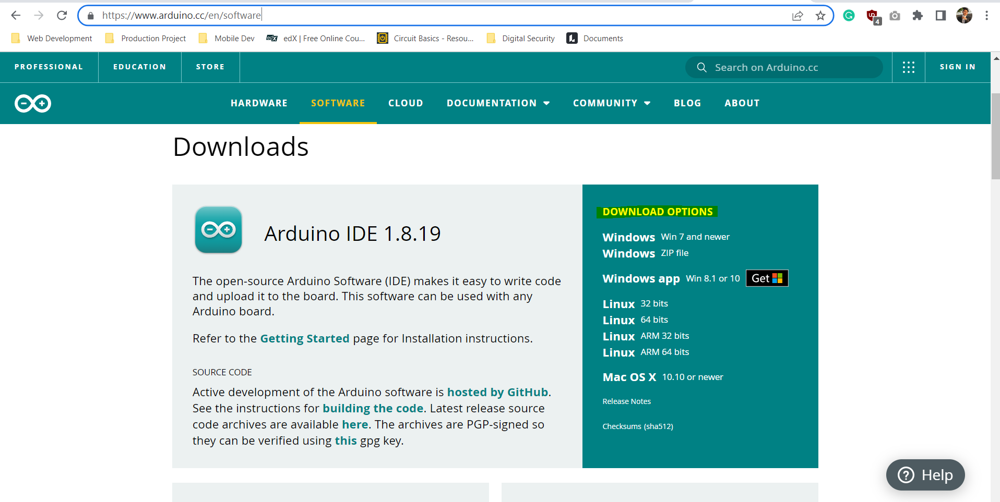 https://www.arduino.cc/en/software
4
Web Development
Production Project
Mobile Dev
edX
edX | Free Online Cou...
Circuit Basics - Resou...
Digital Security
Documents
PROFESSIONAL
EDUCATION
STORE
Search on Arduino.cc
SIGN IN
HARDWARE
SOFTWARE
CLOUD
DOCUMENTATION
COMMUNITY
BLOG
ABOUT
Downloads
Arduino IDE 1.8.19
The open-source Arduino Software (IDE) makes it easy to write code
and upload it to the board. This software can be used with any
Arduino board.
Refer to the Getting Started page for Installation instructions.
SOURCE CODE
Active development of the Arduino software is hosted by GitHub.
See the instructions for building the code. Latest release source
code archives are available here. The archives are PGP-signed so
they can be verified using this gpg key.
DOWNLOAD OPTIONS
Windows Win 7 and newer
Windows ZIP file
Windows app Win 8.1 or 10 Get
Linux 32 bits
Linux 64 bits
Linux ARM 32 bits
Linux ARM 64 bits
Mac OS X 10.10 or newer
Release Notes
Checksums (sha512)
? Help